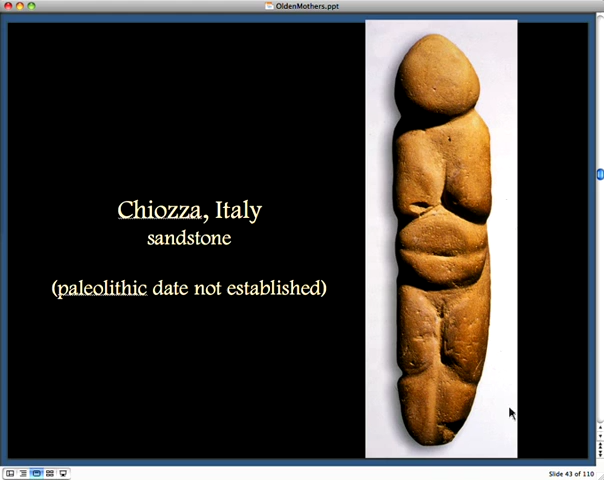 OldenMothers.ppt
Chiozza, Italy
sandstone
(paleolithic date not established)
Slide 43 of 110